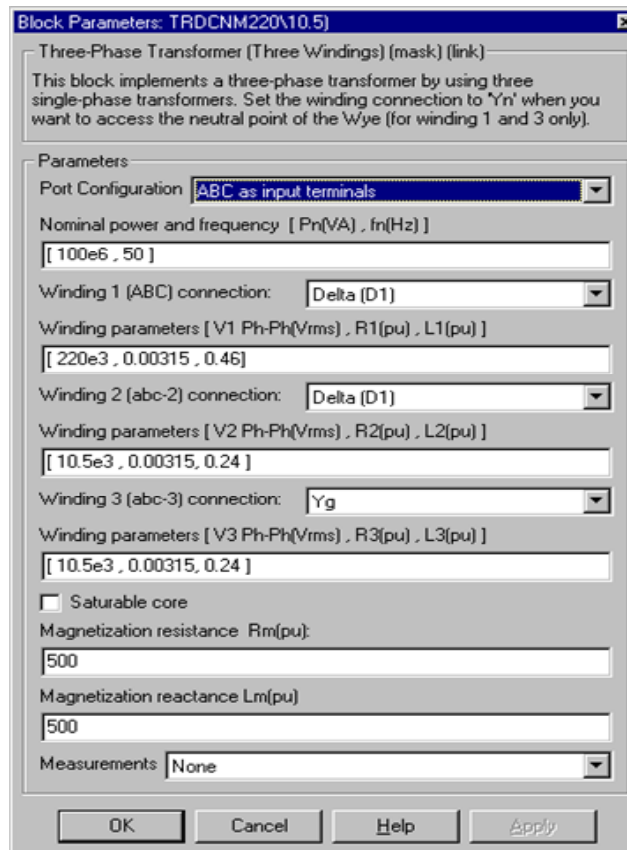 Block Parameters: TRDCNM220\10.5)
Three-Phase Transformer (Three Windings) (mask) (link)
This block implements a three-phase transformer by using three
single-phase transformers. Set the winding connection to 'Yn' when you
want to access the neutral point of the Wye (for winding 1 and 3 only).
Parameters
Port Configuration ABC as input terminals
Nominal power and frequency [ Pn(VA) , fn(Hz) ]
[ 100e6 , 50 ]
Winding 1 (ABC) connection: Delta (D1)
Winding parameters [ V1 Ph-Ph(Vrms) , R1(pu) , L1(pu) ]
[ 220e3 , 0.00315 , 0.46]
Winding 2 (abc-2) connection: Delta (D1)
Winding parameters [ V2 Ph-Ph(Vrms) , R2(pu) , L2(pu) ]
[ 10.5e3 , 0.00315, 0.24 ]
Winding 3 (abc-3) connection: Yg
Winding parameters [ V3 Ph-Ph(Vrms) , R3(pu) , L3(pu) ]
[ 10.5e3 , 0.00315, 0.24 ]
Saturable core
Magnetization resistance Rm(pu):
500
Magnetization reactance Lm(pu)
500
Measurements None
OK Cancel Help Apply